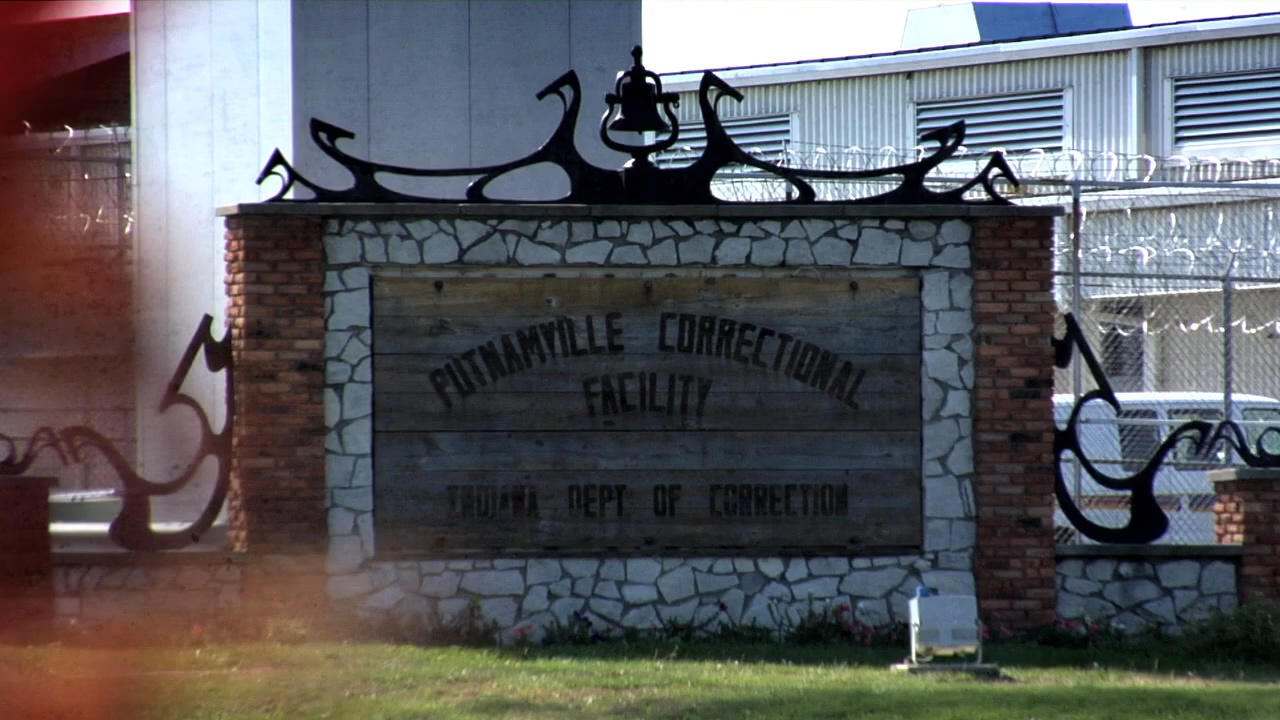 PUTNAMVILLE CORRECTIONAL
FACILITY
INDIANA DEPT OF CORRECTION